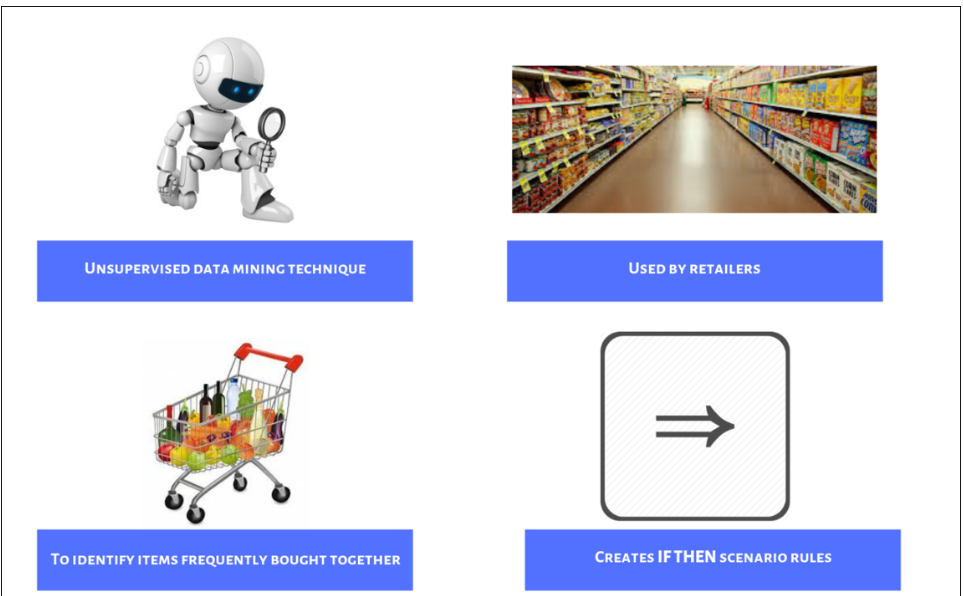 Unsupervised data mining technique
Used by retailers
To identify items frequently bought together
Creates IF THEN scenario rules